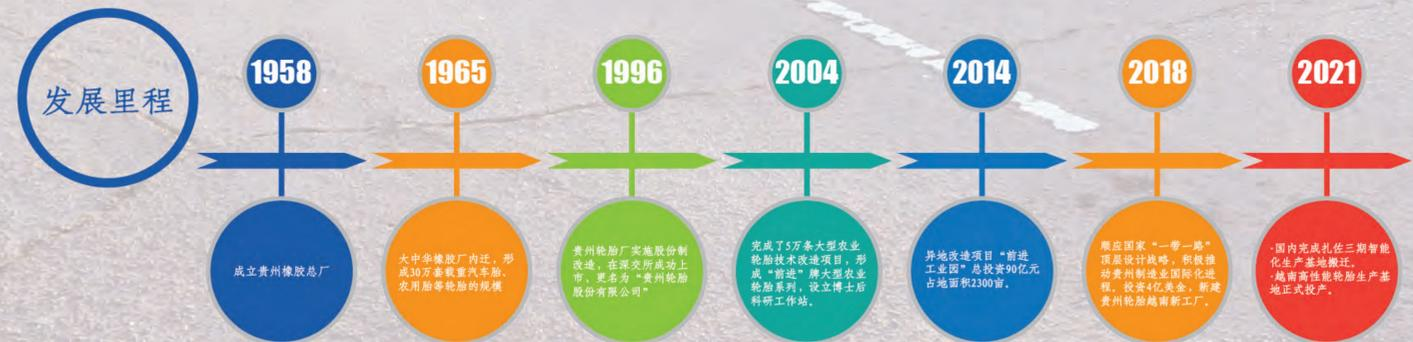 发展里程
1958
成立贵州橡胶总厂
1965
大中华橡胶厂内迁，形
成30万套载重汽车胎、
农用胎等轮胎的规模
1996
贵州轮胎厂实施股份制
改造，在深交所成功上
市，更名为“贵州轮胎
股份有限公司”
2004
完成了5万条大型农业
轮胎技术改造项目，形
成“前进”牌大型农业
轮胎系列，设立博士后
科研工作站。
2014
异地改造项目“前进
工业园”总投资90亿元
占地面积2300亩。
2018
顺应国家“一带一路”
顶层设计战略，积极推
动贵州制造业国际化进
程，投资4亿美金，新建
贵州轮胎越南新工厂。
2021
·国内完成扎佐三期智能
化生产基地搬迁。
·越南高性能轮胎生产基
地正式投产。